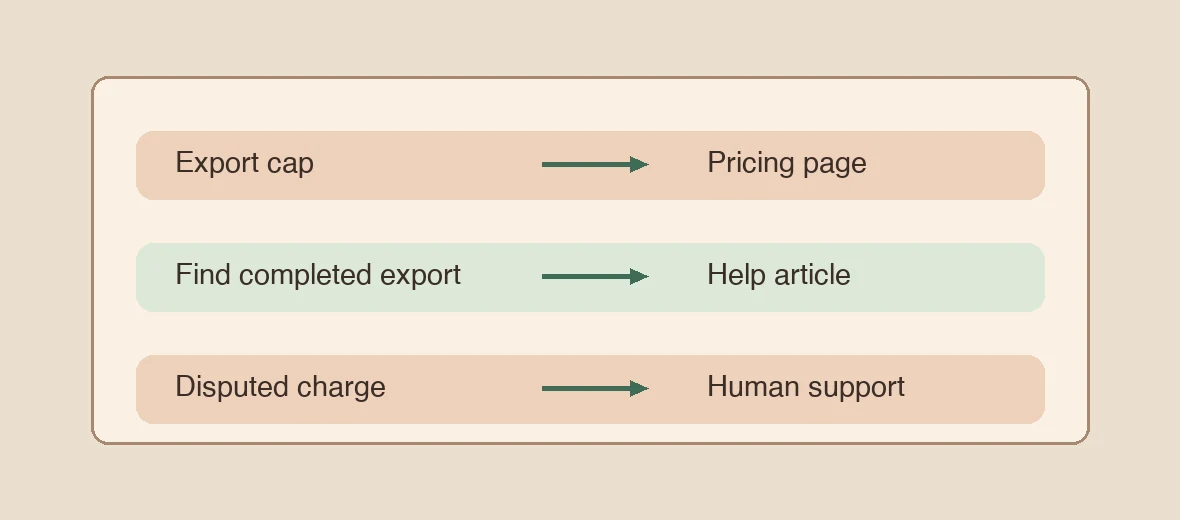 Export cap → Pricing page
Find completed export → Help article
Disputed charge → Human support